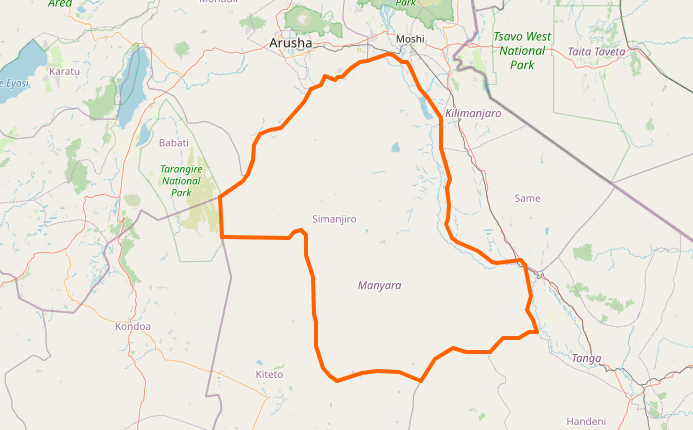 Monduli
Area
Park
Arusha
Moshi
Tsavo West
National
Park
Taita Taveta
Karatu
e Eyasi
Kilimanjaro
Babati
Tarangire
National
Park
Same
Simanjiro
Manyara
Kondoa
Kiteto
Tanga
Handeni